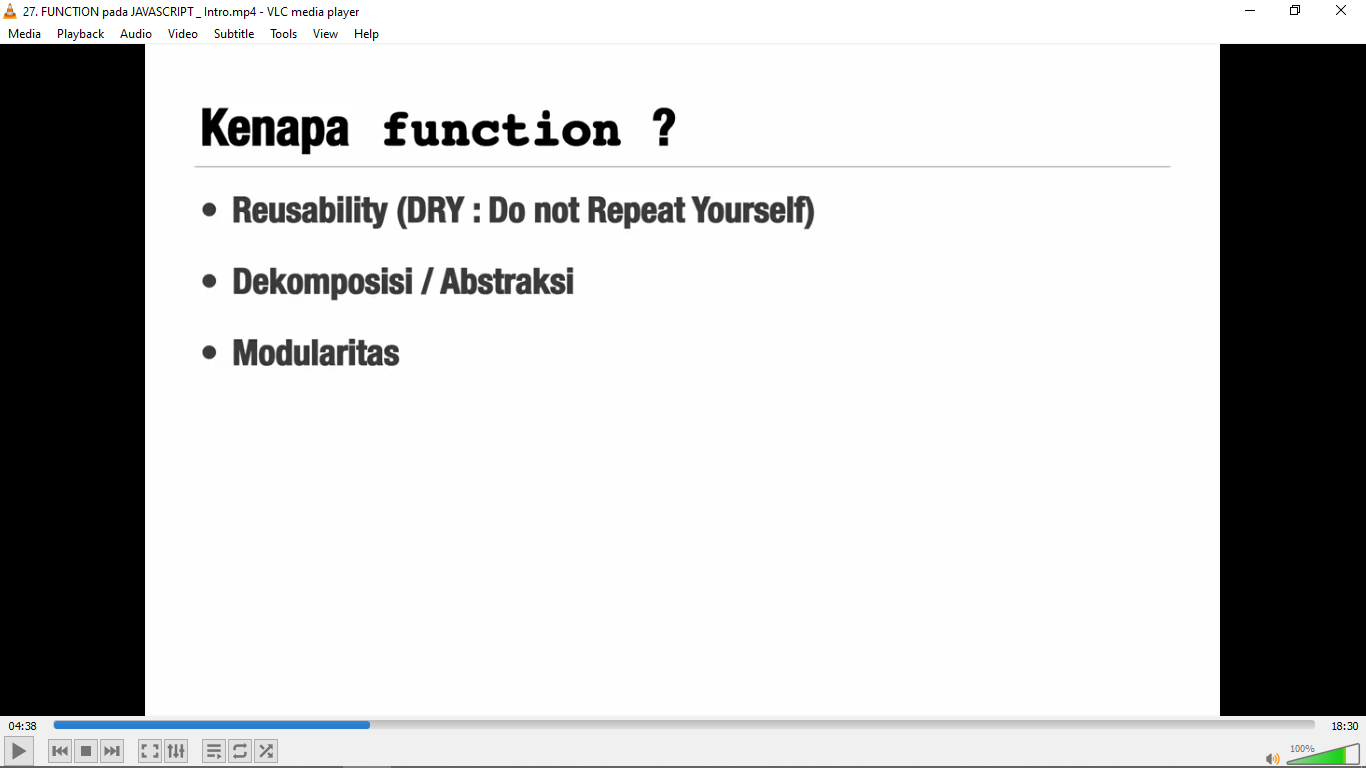 27. FUNCTION pada JAVASCRIPT _ Intro.mp4 - VLC media player
Media Playback Audio Video Subtitle Tools View Help
Kenapa function ?
• Reusability (DRY : Do not Repeat Yourself)
• Dekomposisi / Abstraksi
• Modularitas
04:38 18:30
100%